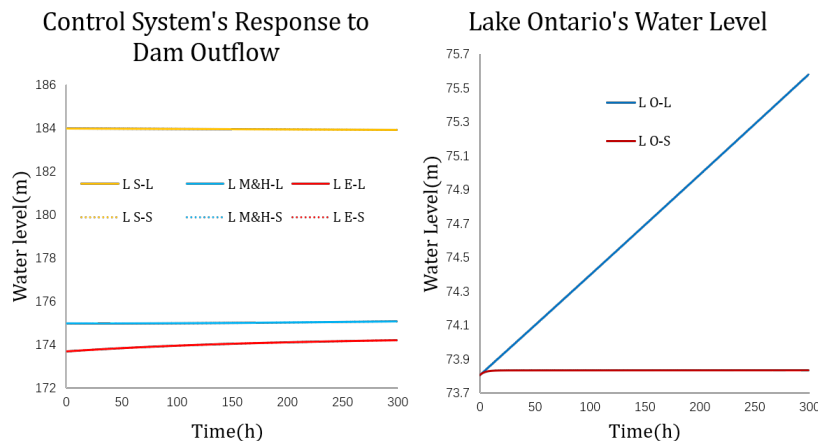 Control System's Response to
Dam Outflow
Water level(m)
186
184
182
180
178
176
174
172
L S-L
L M&H-L
L E-L
L S-S
L M&H-S
L E-S
0
50
100
150
200
250
300
Time(h)
Lake Ontario's Water Level
Water Level(m)
75.7
75.5
75.3
75.1
74.9
74.7
74.5
74.3
74.1
73.9
73.7
L O-L
L O-S
0
50
100
150
200
250
300
Time(h)